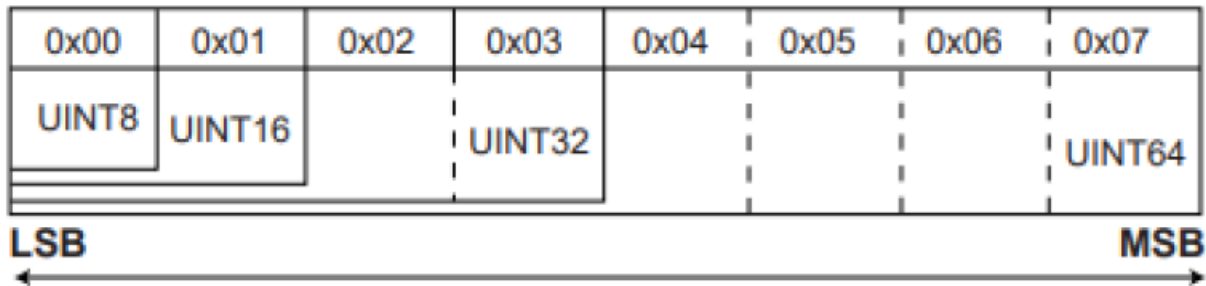 0x00 0x01 0x02 0x03 0x04 0x05 0x06 0x07
UINT8 UINT16 UINT32 UINT64
LSB MSB